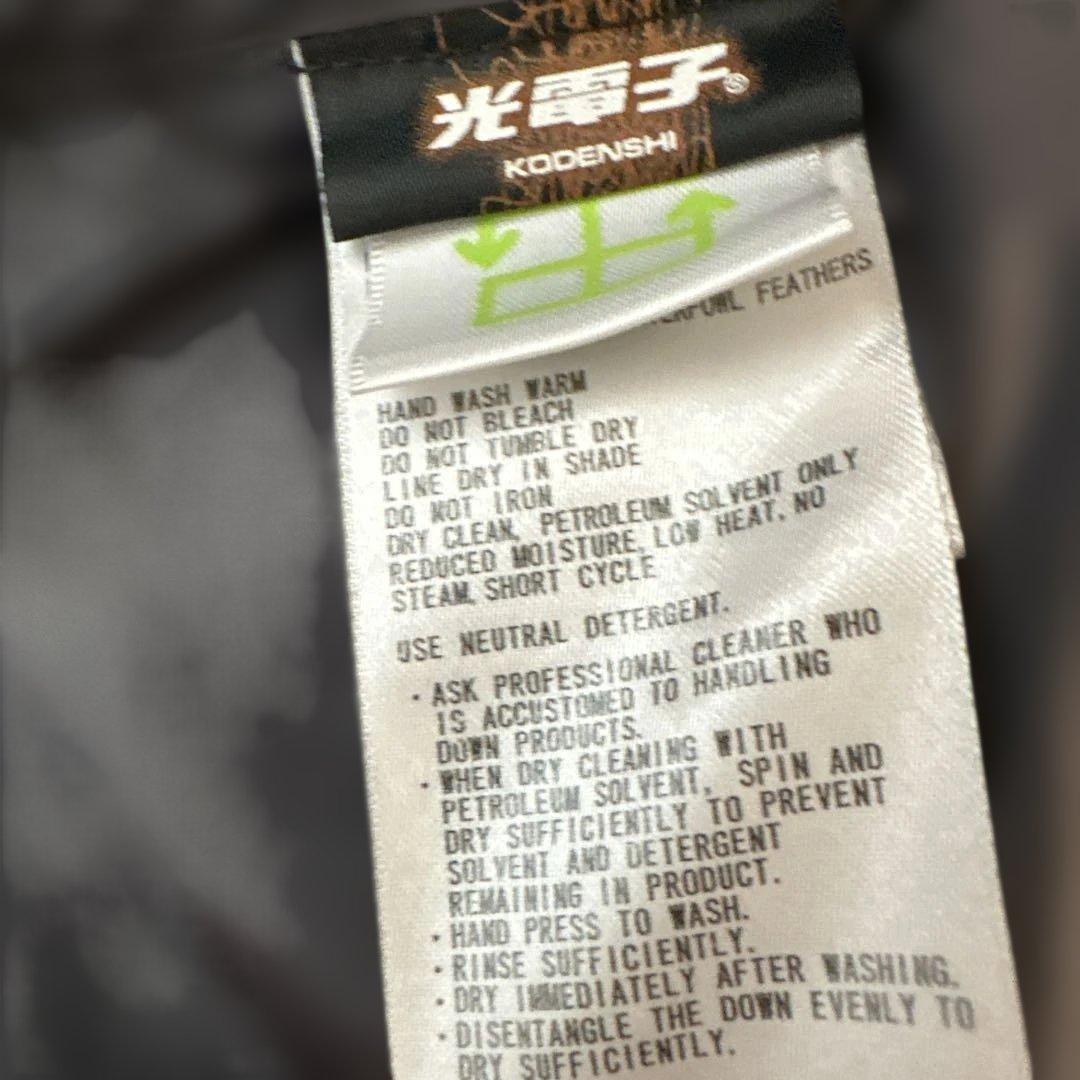 光電子®
KODENSHI
FEATHERS
HAND WASH WARM
DO NOT BLEACH
DO NOT TUMBLE DRY
LINE DRY IN SHADE
DO NOT IRON
DRY CLEAN, PETROLEUM SOLVENT ONLY
REDUCED MOISTURE, LOW HEAT, NO
STEAM, SHORT CYCLE
USE NEUTRAL DETERGENT.
・ASK PROFESSIONAL CLEANER WHO
IS ACCUSTOMED TO HANDLING
DOWN PRODUCTS.
・WHEN DRY CLEANING WITH
PETROLEUM SOLVENT, SPIN AND
DRY SUFFICIENTLY TO PREVENT
SOLVENT AND DETERGENT
REMAINING IN PRODUCT.
・HAND PRESS TO WASH.
・RINSE SUFFICIENTLY.
・DRY IMMEDIATELY AFTER WASHING.
・DISENTANGLE THE DOWN EVENLY TO
DRY SUFFICIENTLY.